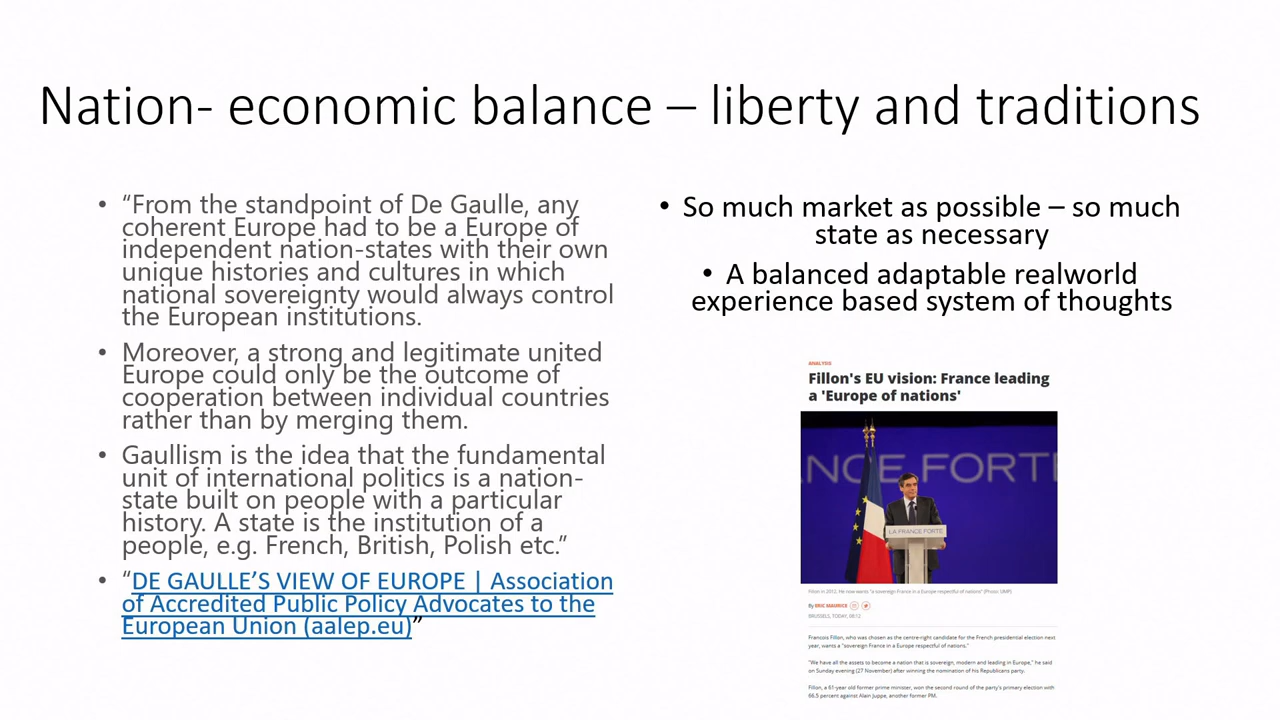 Nation- economic balance – liberty and traditions
• “From the standpoint of De Gaulle, any
coherent Europe had to be a Europe of
independent nation-states with their own
unique histories and cultures in which
national sovereignty would always control
the European institutions.
• Moreover, a strong and legitimate united
Europe could only be the outcome of
cooperation between individual countries
rather than by merging them.
• Gaullism is the idea that the fundamental
unit of international politics is a nation-
state built on people with a particular
history. A state is the institution of a
people, e.g. French, British, Polish etc.”
• “DE GAULLE’S VIEW OF EUROPE | Association
of Accredited Public Policy Advocates to the
European Union (aalep.eu)”
• So much market as possible – so much
state as necessary
• A balanced adaptable realworld
experience based system of thoughts
ANALYSIS
Fillon's EU vision: France leading
a 'Europe of nations'
NCE FORTE
LA FRANCE FORTE
Fillon in 2012. He now wants "a sovereign France in a Europe respectful of nations" (Photo: UMP)
By ERIC MAURICE
BRUSSELS, TODAY, 08:12
Francois Fillon, who was chosen as the centre-right candidate for the French presidential election next
year, wants a "sovereign France in a Europe respectful of nations."
"We have all the assets to become a nation that is sovereign, modern and leading in Europe," he said
on Sunday evening (27 November) after winning the nomination of his Republicans party.
Fillon, a 61-year old former prime minister, won the second round of the party's primary election with
66.5 percent against Alain Juppe, another former PM.